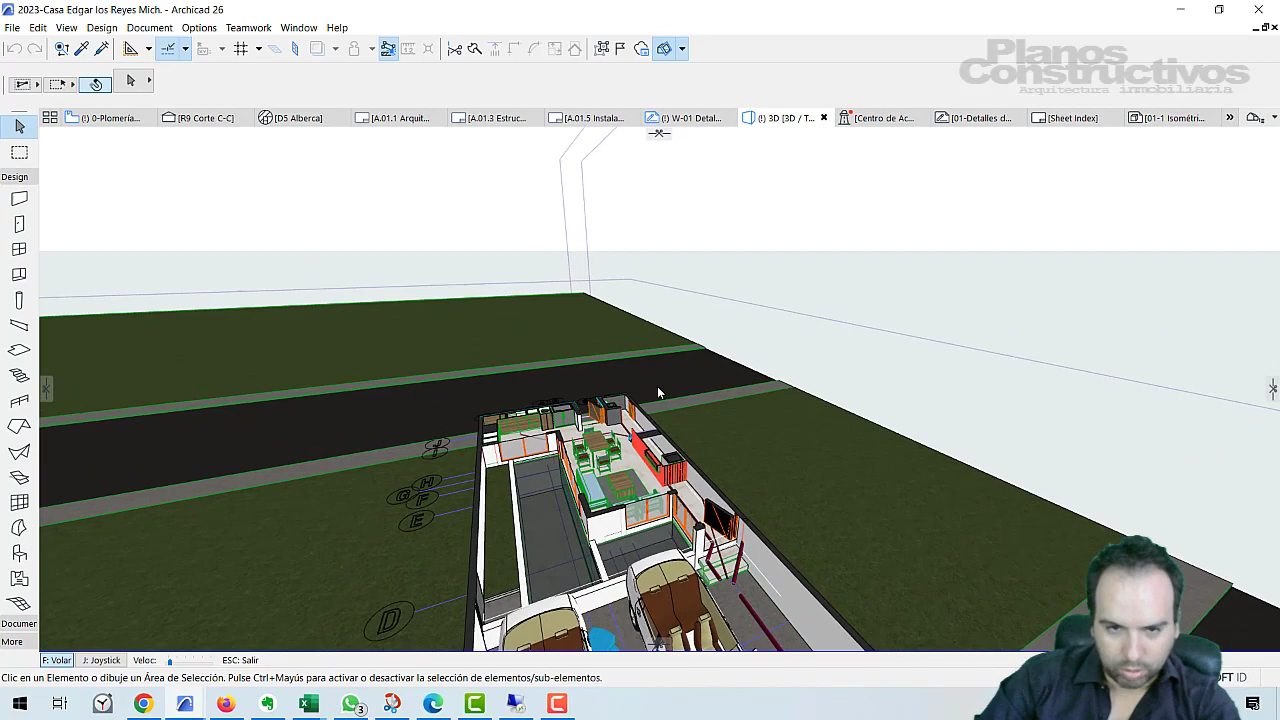 2023-Casa Edgar los Reyes Mich. - Archicad 26
File Edit View Design Document Options Teamwork Window Help
Planos
Constructivos
Arquitectura inmobiliaria
(!) 0-Plomería... [R9 Corte C-C] [D5 Alberca] [A.01.1 Arquit... [A.01.3 Estruc... [A.01.5 Instala... (!) W-01 Detal... (!) 3D [3D / T... [Centro de Ac... [01-Detalles d... [Sheet Index] [01-1 Isométri...
Design
J
H
G
F
E
D
Documen
More
F: Volar J: Joystick Veloc: ESC: Salir
Clic en un Elemento o dibuje un Área de Selección. Pulse Ctrl+Mayús para activar o desactivar la selección de elementos/sub-elementos.
OFT ID
3